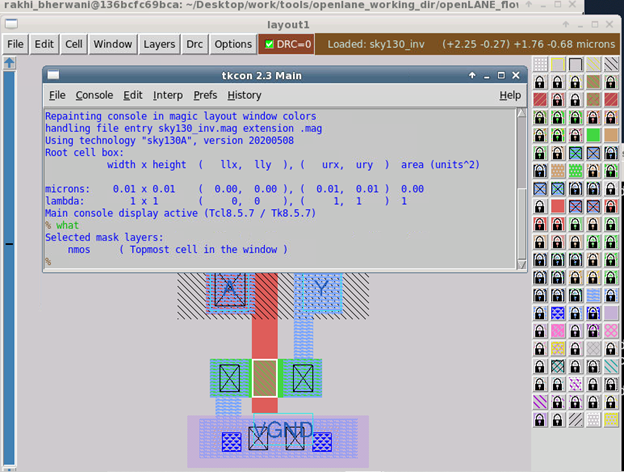 rakhi_bherwani@136bcfc69bca: ~/Desktop/work/tools/openlane_working_dir/openLANE_flo
layout1
File Edit Cell Window Layers Drc Options DRC=0 Loaded: sky130_inv (+2.25 -0.27) +1.76 -0.68 microns
tkcon 2.3 Main
File Console Edit Interp Prefs History Help
Repainting console in magic layout window colors
handling file entry sky130_inv.mag extension .mag
Using technology "sky130A", version 20200508
Root cell box:
width x height ( llx, lly ), ( urx, ury ) area (units^2)
microns: 0.01 x 0.01 ( 0.00, 0.00 ), ( 0.01, 0.01 ) 0.00
lambda: 1 x 1 ( 0, 0 ), ( 1, 1 ) 1
Main console display active (Tcl8.5.7 / Tk8.5.7)
% what
Selected mask layers:
nmos ( Topmost cell in the window )
%
A Y
VGND